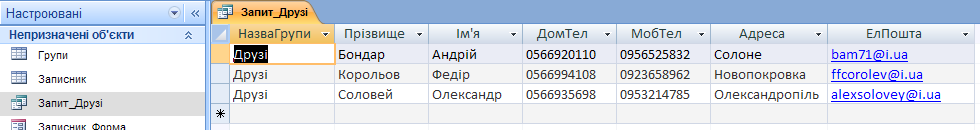 Настроювані
Непризначені об'єкти
Групи
Записник
Запит_Друзі
Записник_Форма
Запит_Друзі
НазваГрупи Прізвище Ім'я ДомТел МобТел Адреса ЕлПошта
Друзі Бондар Андрій 0566920110 0956525832 Солоне bam71@i.ua
Друзі Корольов Федір 0566994108 0923658962 Новопокровка ffcorolev@i.ua
Друзі Соловей Олександр 0566935698 0953214785 Олександропіль alexsolovey@i.ua